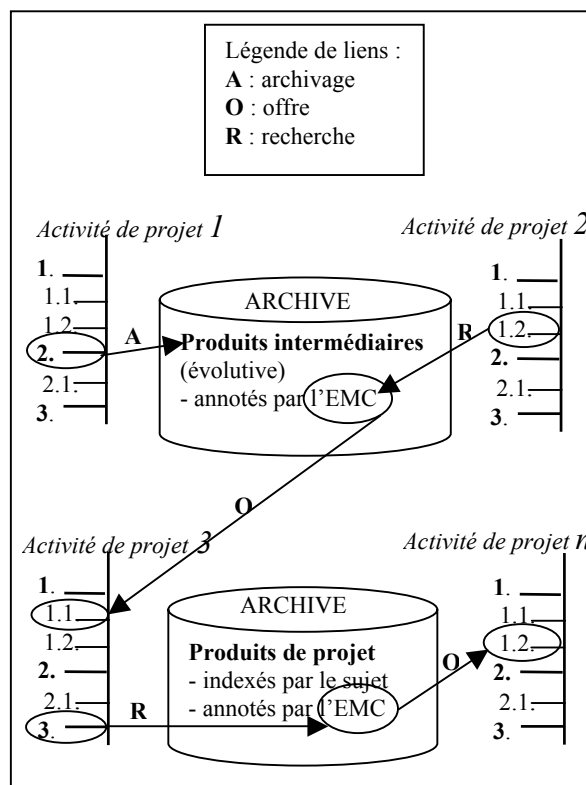 Légende de liens :
A : archivage
O : offre
R : recherche
Activité de projet 1
1.
1.1.
1.2.
2.
2.1.
3.
A
ARCHIVE
Produits intermédiaires
(évolutive)
- annotés par l'EMC
R
Activité de projet 2
1.
1.1.
1.2.
2.
2.1.
3.
O
Activité de projet 3
1.
1.1.
1.2.
2.
2.1.
3.
R
ARCHIVE
Produits de projet
- indexés par le sujet
- annotés par l'EMC
O
Activité de projet n
1.
1.1.
1.2.
2.
2.1.
3.